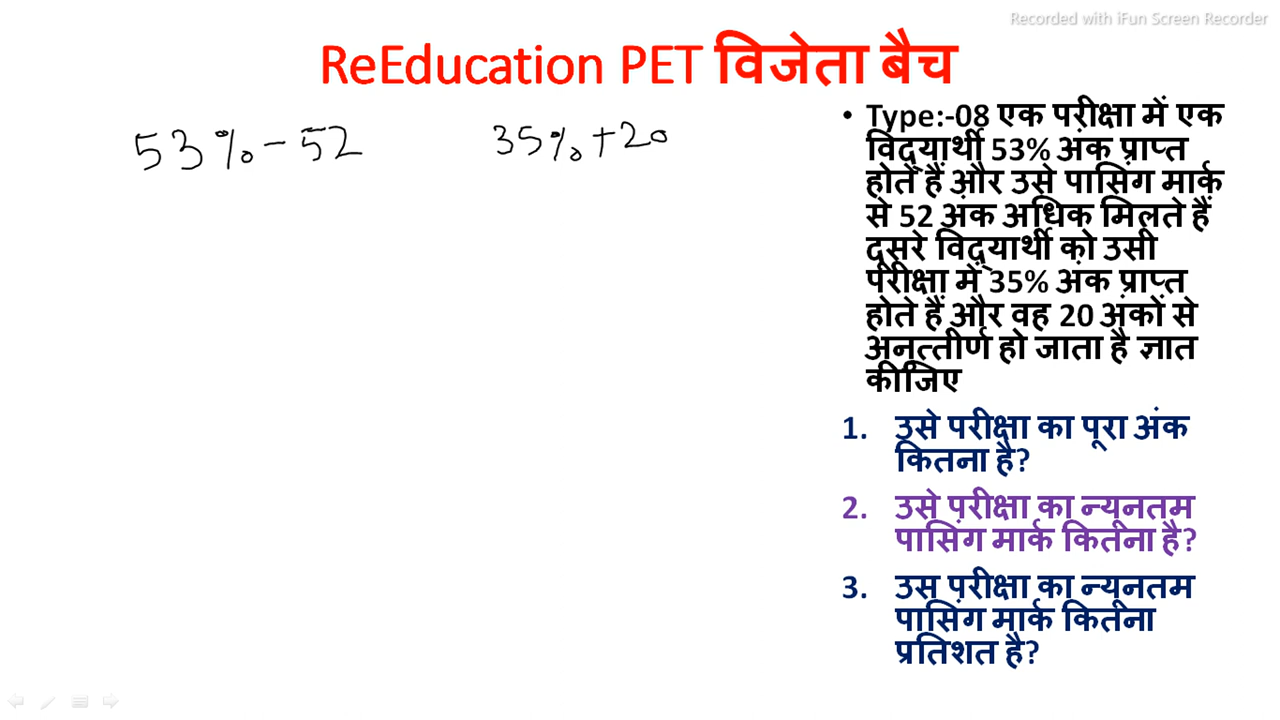 Recorded with iFun Screen Recorder
ReEducation PET विजेता बैच
53%-52
35%+20
• Type:-08 एक परीक्षा में एक
विद्यार्थी 53% अंक प्राप्त
होते हैं और उसे पासिंग मार्क
से 52 अंक अधिक मिलते हैं
दूसरे विद्यार्थी को उसी
परीक्षा में 35% अंक प्राप्त
होते हैं और वह 20 अंकों से
अनुत्तीर्ण हो जाता है ज्ञात
कीजिए
1. उसे परीक्षा का पूरा अंक
कितना है?
2. उसे परीक्षा का न्यूनतम
पासिंग मार्क कितना है?
3. उस परीक्षा का न्यूनतम
पासिंग मार्क कितना
प्रतिशत है?